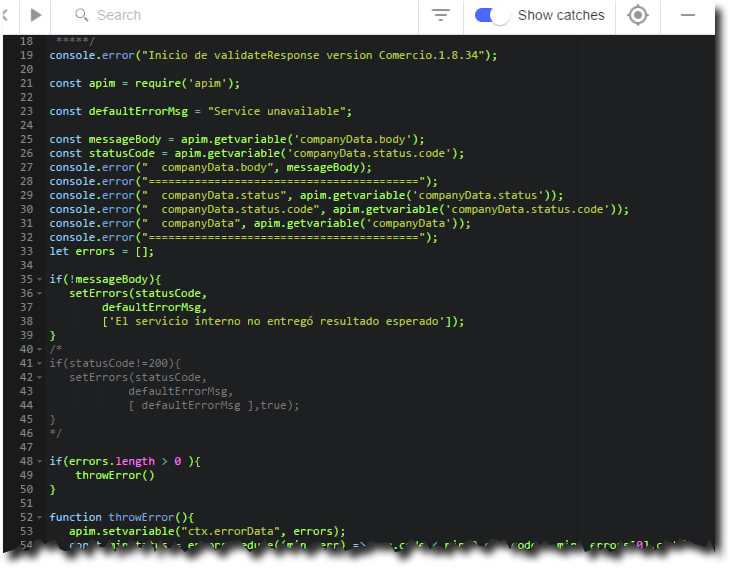 Search
Show catches
18 *****/
19 console.error("Inicio de validateResponse version Comercio.1.8.34");
20
21 const apim = require('apim');
22
23 const defaultErrorMsg = "Service unavailable";
24
25 const messageBody = apim.getvariable('companyData.body');
26 const statusCode = apim.getvariable('companyData.status.code');
27 console.error("  companyData.body", messageBody);
28 console.error("==========================================");
29 console.error("  companyData.status", apim.getvariable('companyData.status'));
30 console.error("  companyData.status.code", apim.getvariable('companyData.status.code'));
31 console.error("  companyData", apim.getvariable('companyData'));
32 console.error("==========================================");
33 let errors = [];
34
35 if(!messageBody){
36    setErrors(statusCode,
37         defaultErrorMsg,
38         ['El servicio interno no entregó resultado esperado']);
39 }
40 /*
41 if(statusCode!=200){
42    setErrors(statusCode,
43             defaultErrorMsg,
44             [ defaultErrorMsg ],true);
45 }
46 */
47
48 if(errors.length > 0 ){
49     throwError()
50 }
51
52 function throwError(){
53    apim.setvariable("ctx.errorData", errors);
54